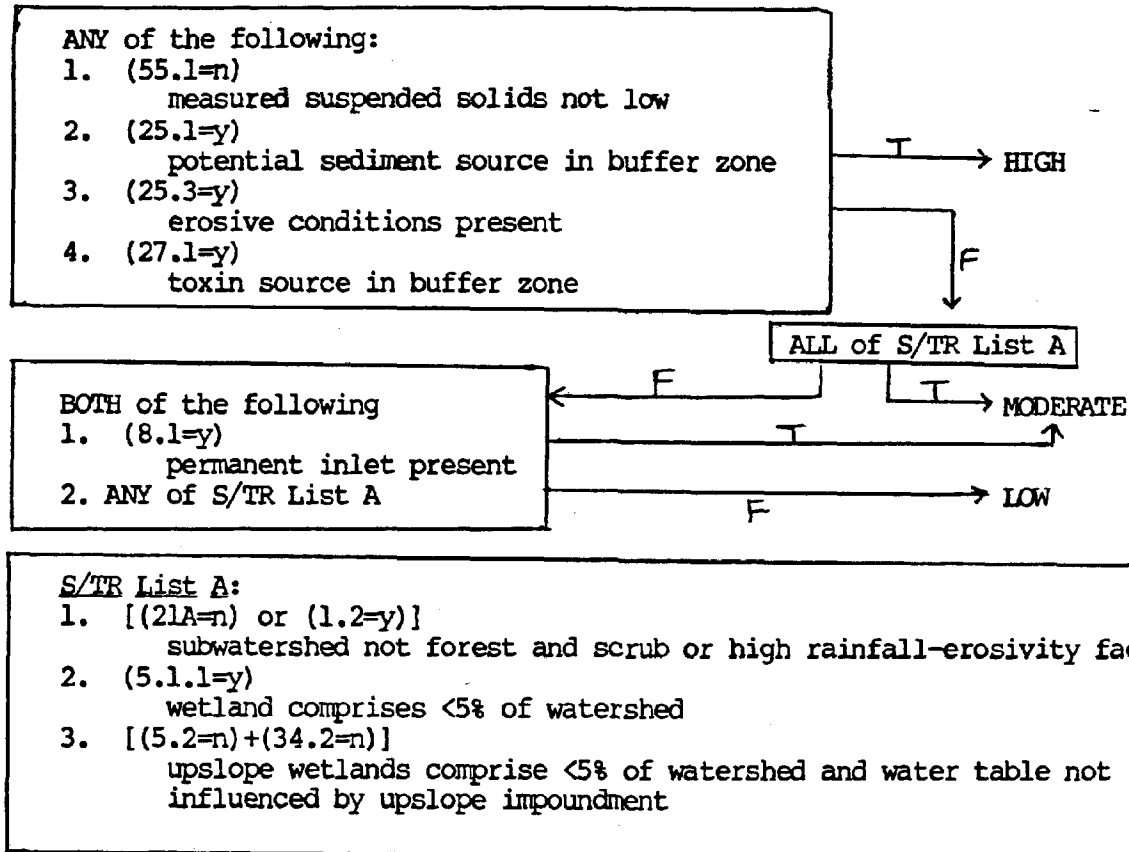 ANY of the following:
1. (55.1=n)
measured suspended solids not low
2. (25.1=y)
potential sediment source in buffer zone
3. (25.3=y)
erosive conditions present
4. (27.1=y)
toxin source in buffer zone
T
HIGH
F
ALL of S/TR List A
F
T
MODERATE
BOTH of the following
1. (8.1=y)
permanent inlet present
2. ANY of S/TR List A
T
F
LOW
S/TR List A:
1. [(21A=n) or (1.2=y)]
subwatershed not forest and scrub or high rainfall-erosivity fac
2. (5.1.1=y)
wetland comprises <5% of watershed
3. [(5.2=n)+(34.2=n)]
upslope wetlands comprise <5% of watershed and water table not
influenced by upslope impoundment